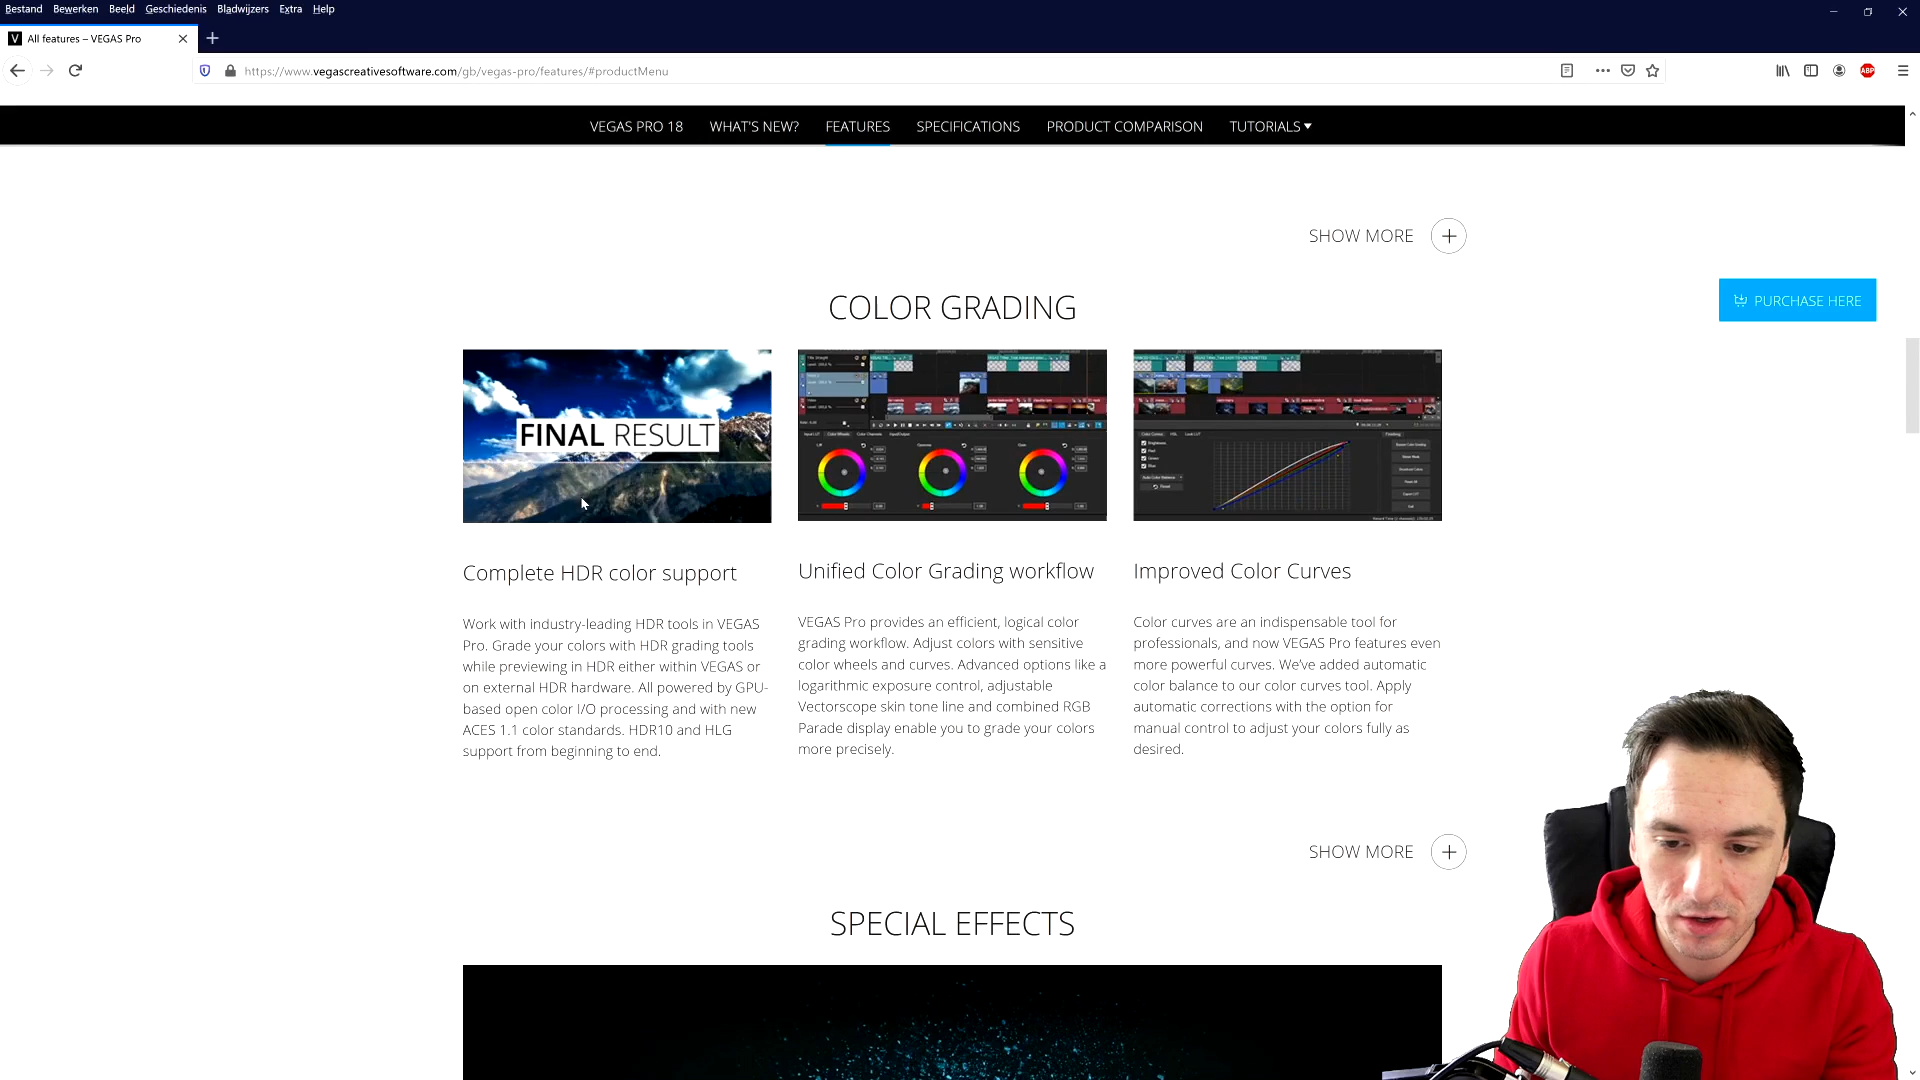 Bestand Bewerken Beeld Geschiedenis Bladwijzers Extra Help
All features – VEGAS Pro
https://www.vegascreativesoftware.com/gb/vegas-pro/features/#productMenu
ABP
VEGAS PRO 18 WHAT'S NEW? FEATURES SPECIFICATIONS PRODUCT COMPARISON TUTORIALS
SHOW MORE
PURCHASE HERE
COLOR GRADING
FINAL RESULT
Complete HDR color support
Work with industry-leading HDR tools in VEGAS
Pro. Grade your colors with HDR grading tools
while previewing in HDR either within VEGAS or
on external HDR hardware. All powered by GPU-
based open color I/O processing and with new
ACES 1.1 color standards. HDR10 and HLG
support from beginning to end.
Unified Color Grading workflow
VEGAS Pro provides an efficient, logical color
grading workflow. Adjust colors with sensitive
color wheels and curves. Advanced options like a
logarithmic exposure control, adjustable
Vectorscope skin tone line and combined RGB
Parade display enable you to grade your colors
more precisely.
Improved Color Curves
Color curves are an indispensable tool for
professionals, and now VEGAS Pro features even
more powerful curves. We've added automatic
color balance to our color curves tool. Apply
automatic corrections with the option for
manual control to adjust your colors fully as
desired.
SHOW MORE
SPECIAL EFFECTS